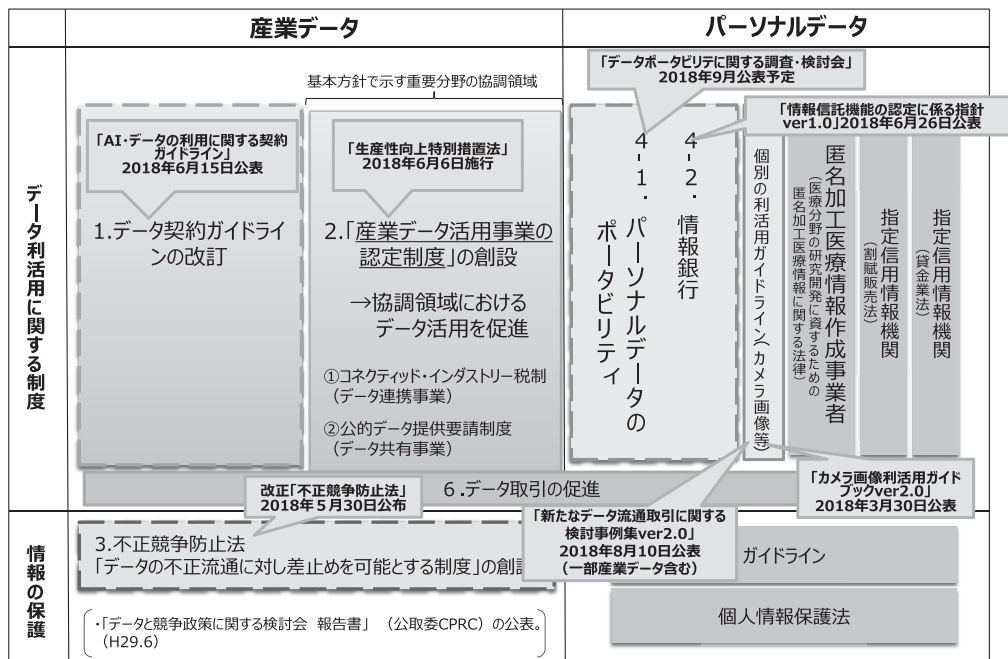 産業データ
パーソナルデータ
データ利活用に関する制度
基本方針で示す重要分野の協調領域
「AI・データの利用に関する契約
ガイドライン」
2018年6月15日公表
1.データ契約ガイドライ
ンの改訂
「生産性向上特別措置法」
2018年6月6日施行
2.「産業データ活用事業の
認定制度」の創設
→協調領域における
データ活用を促進
①コネクティッド・インダストリー税制
(データ連携事業)
②公的データ提供要請制度
(データ共有事業)
「データポータビリテに関する調査・検討会」
2018年9月公表予定
「情報信託機能の認定に係る指針
ver1.0」2018年6月26日公表
4-1. パーソナルデータの
ポータビリティ
4-2. 情報銀行
個別の利活用ガイドライン(カメラ画像等)
匿名加工医療情報作成事業者
(医療分野の研究開発に資するための
匿名加工医療情報に関する法律)
指定信用情報機関
(割賦販売法)
指定信用情報機関
(貸金業法)
6.データ取引の促進
「カメラ画像利活用ガイド
ブックver2.0」
2018年3月30日公表
「新たなデータ流通取引に関する
検討事例集ver2.0」
2018年8月10日公表
(一部産業データ含む)
情報の保護
改正「不正競争防止法」
2018年5月30日公布
3.不正競争防止法
「データの不正流通に対し差止めを可能とする制度」の創設
・「データと競争政策に関する検討会 報告書」 (公取委CPRC)の公表。
(H29.6)
ガイドライン
個人情報保護法